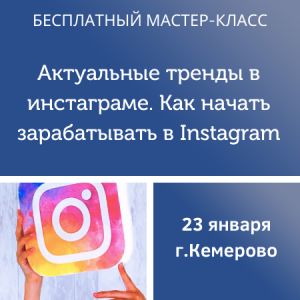 БЕСПЛАТНЫЙ МАСТЕР-КЛАСС
Актуальные тренды в
инстаграме. Как начать
зарабатывать в Instagram
23 января
г.Кемерово